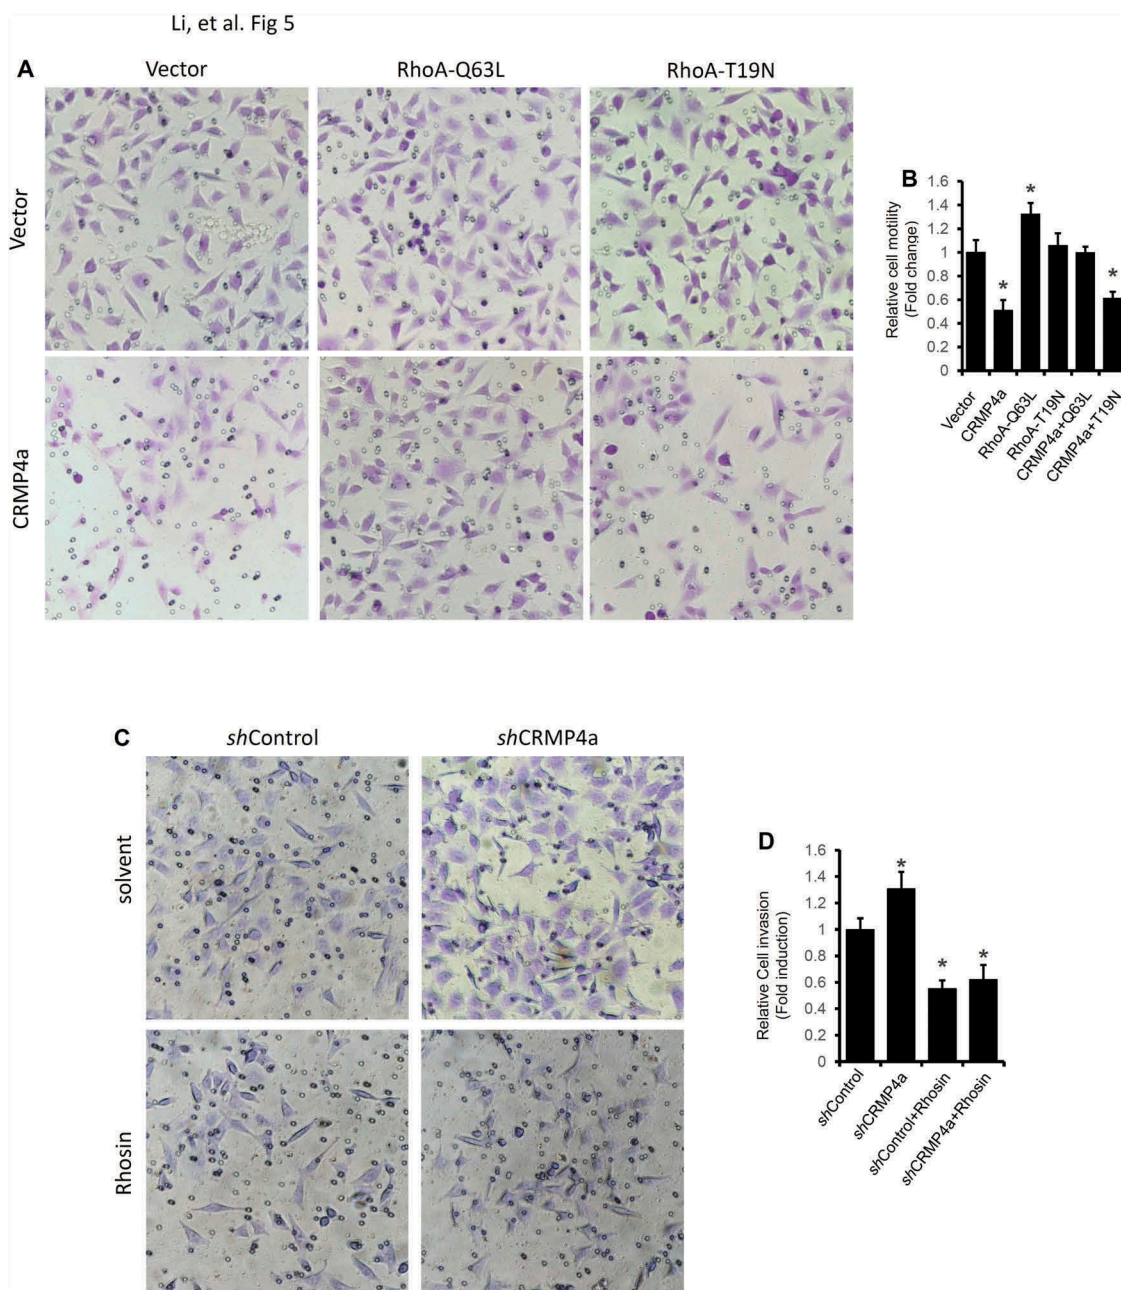 Li, et al. Fig 5
A
Vector
RhoA-Q63L
RhoA-T19N
Vector
CRMP4a
B
Relative cell motility
(Fold change)
1.6
1.4
1.2
1
0.8
0.6
0.4
0.2
0
*
*
*
Vector
CRMP4a
RhoA-Q63L
RhoA-T19N
CRMP4a+Q63L
CRMP4a+T19N
C
shControl
shCRMP4a
solvent
Rhosin
D
Relative Cell invasion
(Fold induction)
1.6
1.4
1.2
1
0.8
0.6
0.4
0.2
0
*
*
*
shControl
shCRMP4a
shControl+Rhosin
shCRMP4a+Rhosin